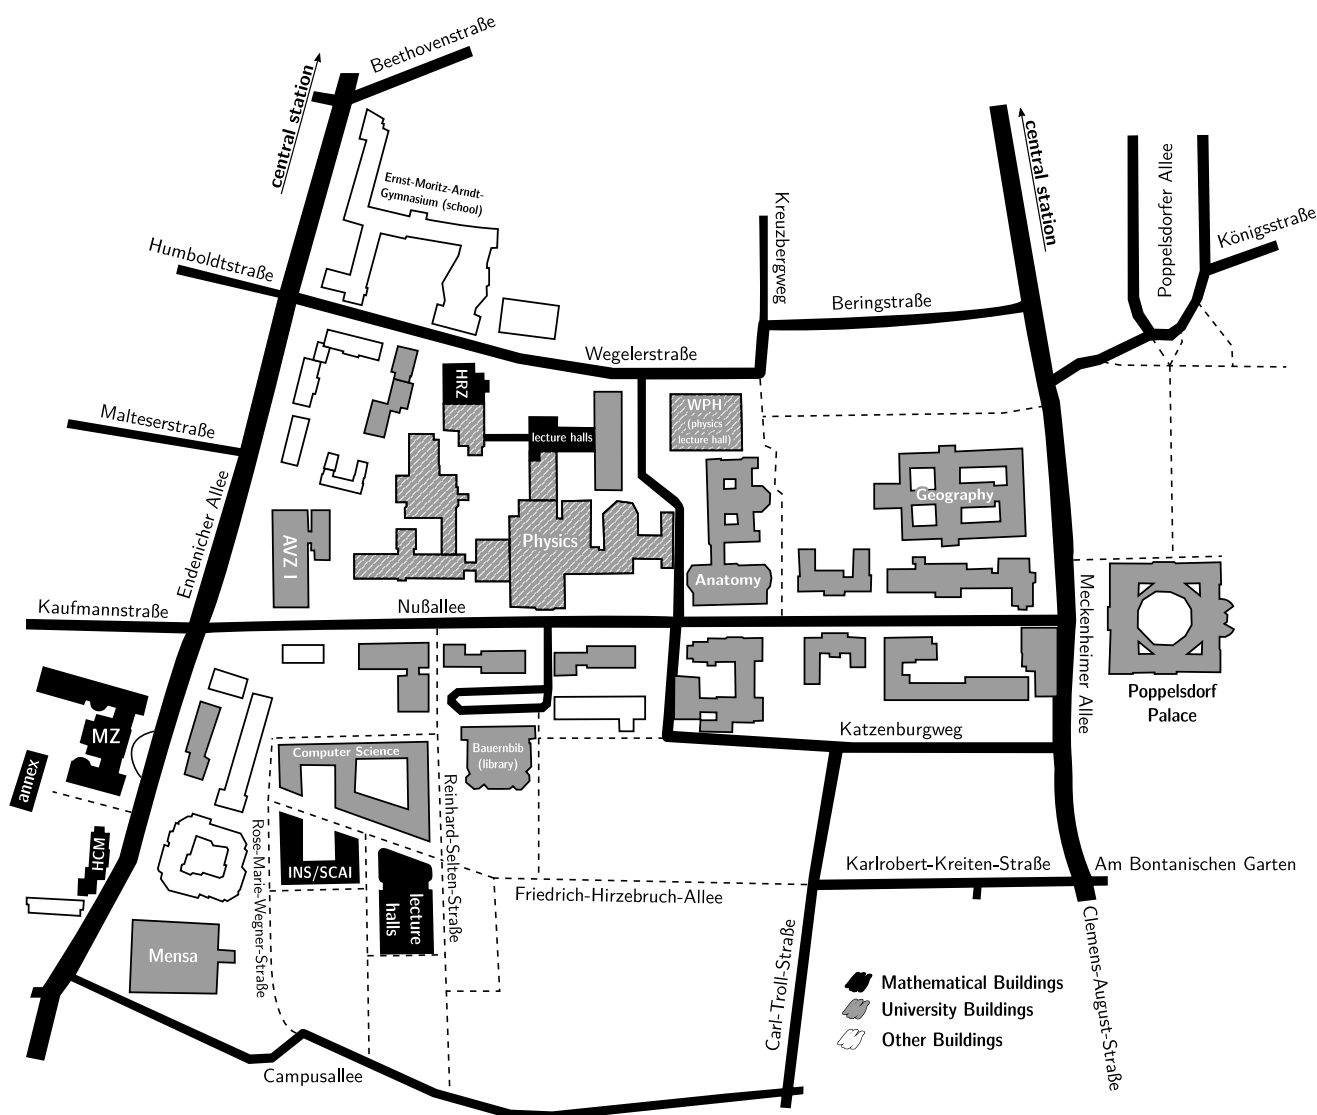 Beethovenstraße
central station
central station
Ernst-Moritz-Arndt-
Gymnasium (school)
Poppelsdorfer Allee
Königsstraße
Kreuzbergweg
Humboldtstraße
Beringstraße
Wegelerstraße
HRZ
Malteserstraße
lecture halls
WPH
(physics
lecture hall)
Endenicher Allee
Geography
AVZ I
Physics
Anatomy
Kaufmannstraße
Nußallee
Meckenheimer Allee
Poppelsdorf
Palace
MZ
Katzenburgweg
Computer Science
Bauernbib
(library)
annex
Reinhard-Selten-Straße
Rose-Marie-Wegner-Straße
HCM
INS/SCAI
Karlrobert-Kreiten-Straße
Am Bontanischen Garten
Friedrich-Hirzebruch-Allee
lecture
halls
Mensa
Carl-Troll-Straße
Clemens-August-Straße
Mathematical Buildings
University Buildings
Other Buildings
Campusallee